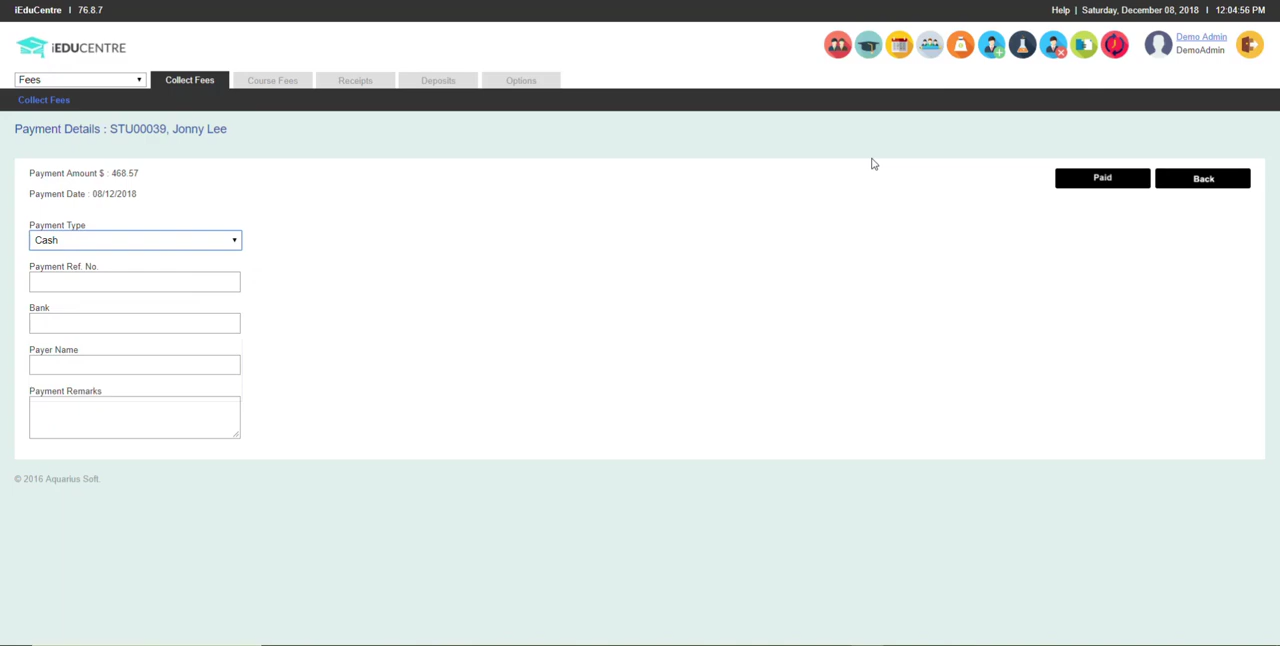 iEduCentre | 76.8.7
Help | Saturday, December 08, 2018 | 12:04:56 PM
iEDUCENTRE
Demo Admin
DemoAdmin
Fees
Collect Fees
Course Fees
Receipts
Deposits
Options
Collect Fees
Payment Details : STU00039, Jonny Lee
Payment Amount $ : 468.57
Paid
Back
Payment Date : 08/12/2018
Payment Type
Cash
Payment Ref. No.
Bank
Payer Name
Payment Remarks
© 2016 Aquarius Soft.